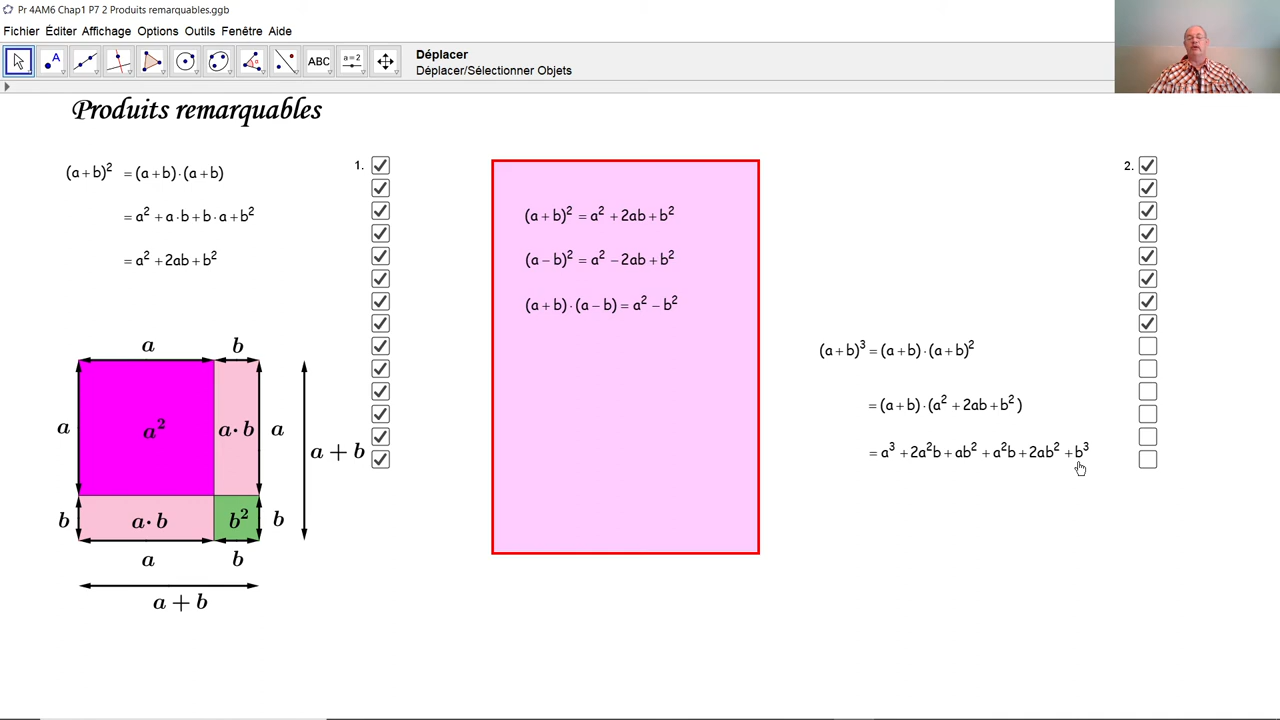 Pr 4AM6 Chap1 P7 2 Produits remarquables.ggb
Fichier Éditer Affichage Options Outils Fenêtre Aide
A ABC a=2
Déplacer
Déplacer/Sélectionner Objets
Produits remarquables
(a+b)² = (a+b)·(a+b)
= a² + a·b + b·a + b²
= a² + 2ab + b²
1.
a b
a a² a·b a
a + b
b a·b b² b
a b
a + b
(a+b)² = a² + 2ab + b²
(a−b)² = a² − 2ab + b²
(a+b)·(a−b) = a² − b²
2.
(a+b)³ = (a+b)·(a+b)²
= (a+b)·(a² + 2ab + b²)
= a³ + 2a²b + ab² + a²b + 2ab² + b³